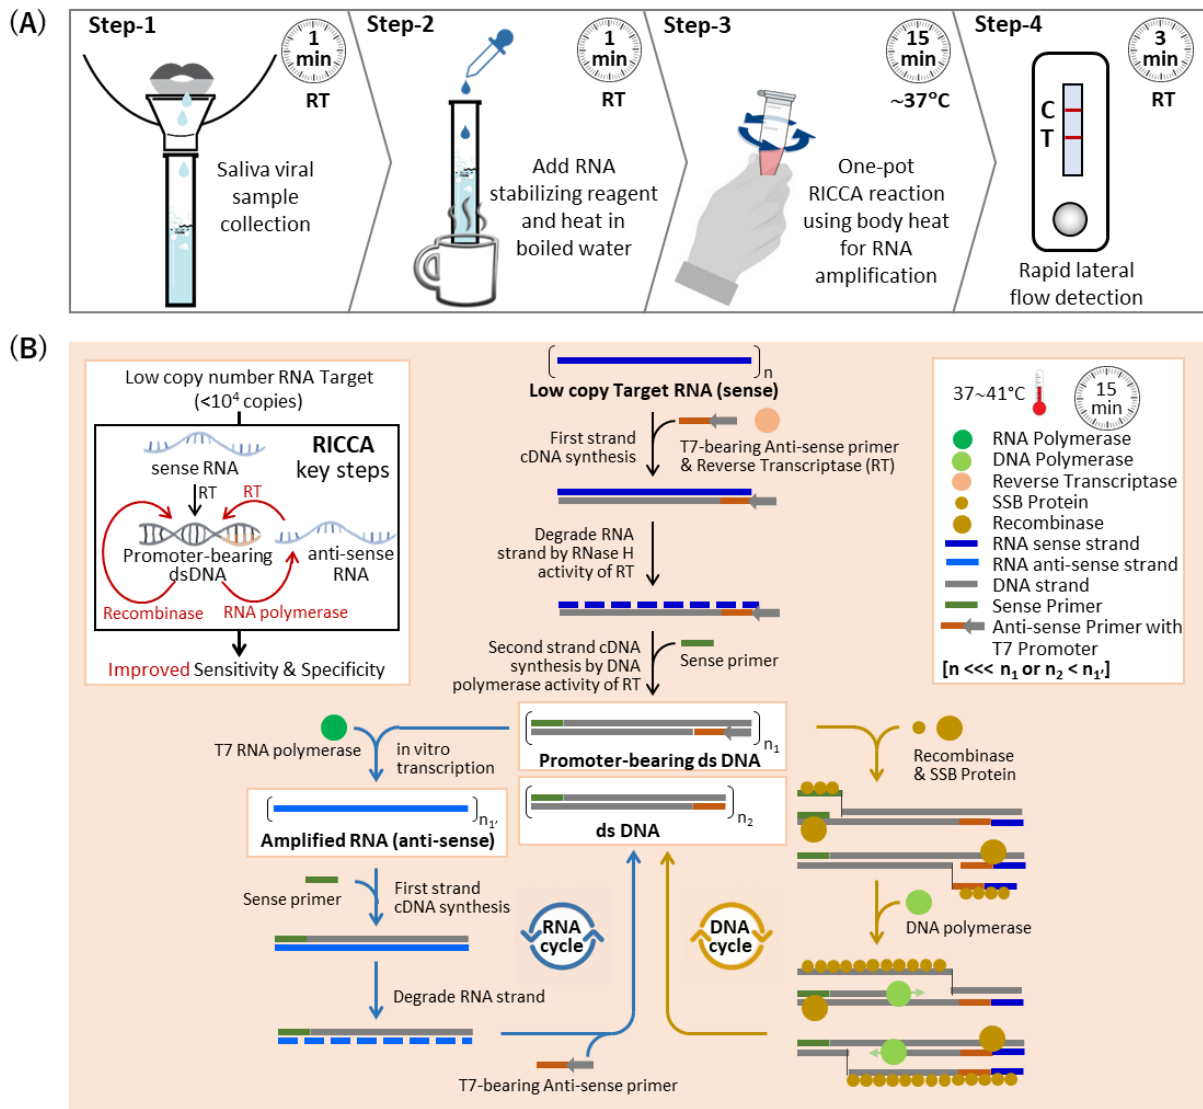 (A)
Step-1
1
min
RT
Saliva viral
sample
collection
Step-2
1
min
RT
Add RNA
stabilizing reagent
and heat in
boiled water
Step-3
15
min
~37°C
One-pot
RICCA reaction
using body heat
for RNA
amplification
Step-4
3
min
RT
C
T
Rapid lateral
flow detection
(B)
Low copy number RNA Target
(<10⁴ copies)
RICCA
key steps
sense RNA
RT
RT
Promoter-bearing
dsDNA
anti-sense
RNA
Recombinase
RNA polymerase
Improved Sensitivity & Specificity
n
Low copy Target RNA (sense)
First strand
cDNA synthesis
T7-bearing Anti-sense primer
& Reverse Transcriptase (RT)
Degrade RNA
strand by RNase H
activity of RT
Second strand cDNA
synthesis by DNA
polymerase activity of RT
Sense primer
37~41°C
15
min
RNA Polymerase
DNA Polymerase
Reverse Transcriptase
SSB Protein
Recombinase
RNA sense strand
RNA anti-sense strand
DNA strand
Sense Primer
Anti-sense Primer with
T7 Promoter
[n <<< n₁ or n₂ < n₁′]
T7 RNA polymerase
in vitro
transcription
n₁
Promoter-bearing ds DNA
Recombinase
& SSB Protein
n₁′
Amplified RNA (anti-sense)
n₂
ds DNA
Sense primer
First strand
cDNA synthesis
RNA
cycle
DNA
cycle
DNA polymerase
Degrade RNA strand
T7-bearing Anti-sense primer